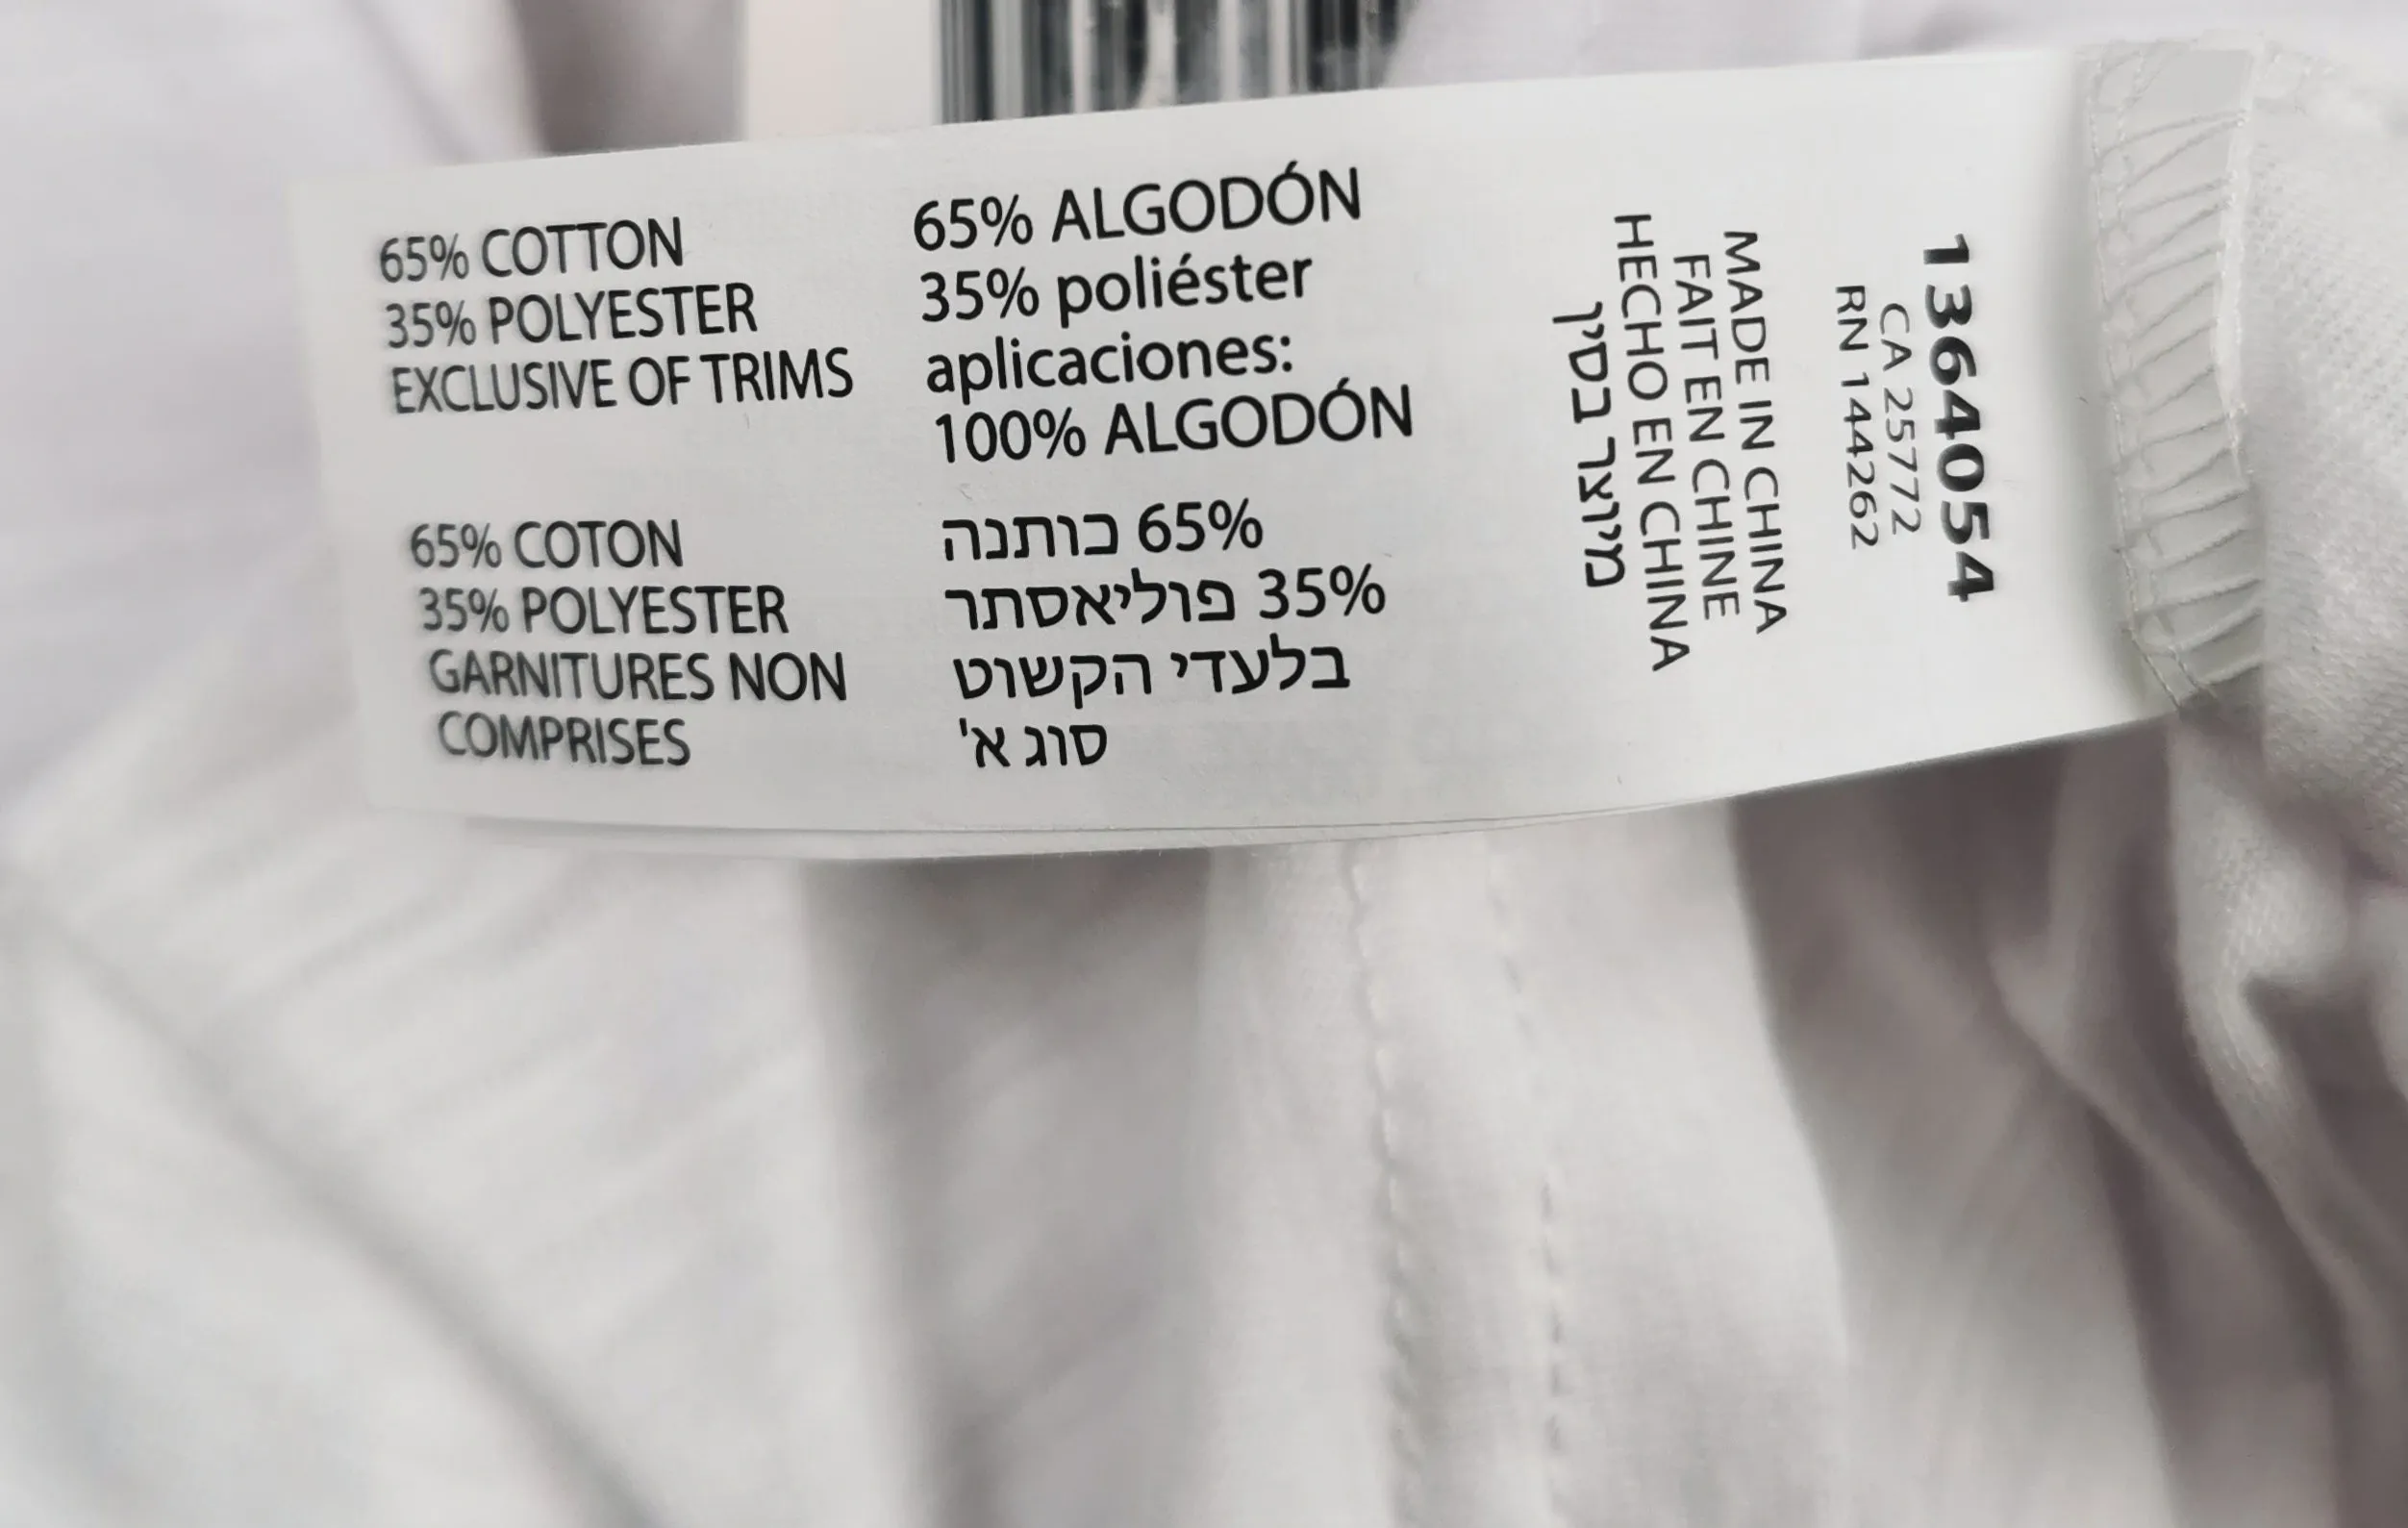 65% COTTON
35% POLYESTER
EXCLUSIVE OF TRIMS
65% COTON
35% POLYESTER
GARNITURES NON
COMPRISES
65% ALGODÓN
35% poliéster
aplicaciones:
100% ALGODÓN
65% כותנה
35% פוליאסתר
בלעדי הקשוט
סוג א'
MADE IN CHINA
FAIT EN CHINE
HECHO EN CHINA
מיוצר בסין
1364054
CA 25772
RN 144262